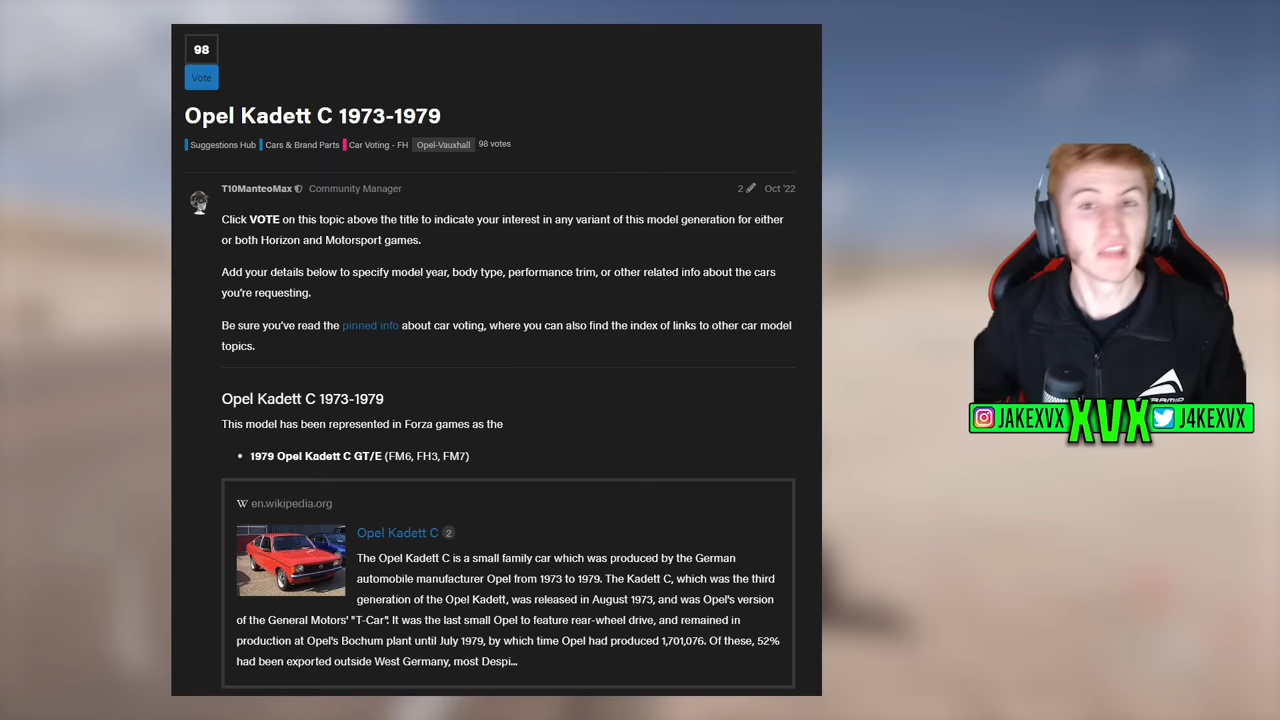 98
Vote
Opel Kadett C 1973-1979
Suggestions Hub Cars & Brand Parts Car Voting - FH Opel-Vauxhall 98 votes
T10ManteoMax Community Manager 2 Oct '22
Click VOTE on this topic above the title to indicate your interest in any variant of this model generation for either
or both Horizon and Motorsport games.
Add your details below to specify model year, body type, performance trim, or other related info about the cars
you're requesting.
Be sure you've read the pinned info about car voting, where you can also find the index of links to other car model
topics.
Opel Kadett C 1973-1979
This model has been represented in Forza games as the
• 1979 Opel Kadett C GT/E (FM6, FH3, FM7)
W en.wikipedia.org
Opel Kadett C 2
The Opel Kadett C is a small family car which was produced by the German
automobile manufacturer Opel from 1973 to 1979. The Kadett C, which was the third
generation of the Opel Kadett, was released in August 1973, and was Opel's version
of the General Motors' "T-Car". It was the last small Opel to feature rear-wheel drive, and remained in
production at Opel's Bochum plant until July 1979, by which time Opel had produced 1,701,076. Of these, 52%
had been exported outside West Germany, most Despi...
JAKEXVX XVX J4KEXVX